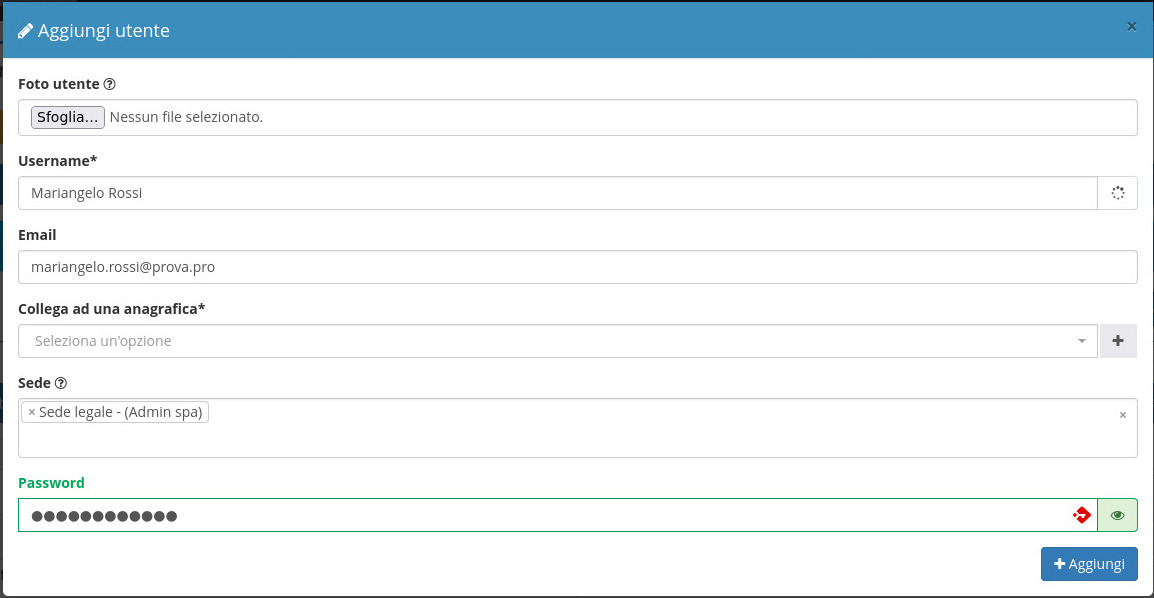 Aggiungi utente ×
Foto utente
Sfoglia... Nessun file selezionato.
Username*
Mariangelo Rossi
Email
mariangelo.rossi@prova.pro
Collega ad una anagrafica*
Seleziona un'opzione
Sede
× Sede legale - (Admin spa) ×
Password
●●●●●●●●●●●●
Aggiungi